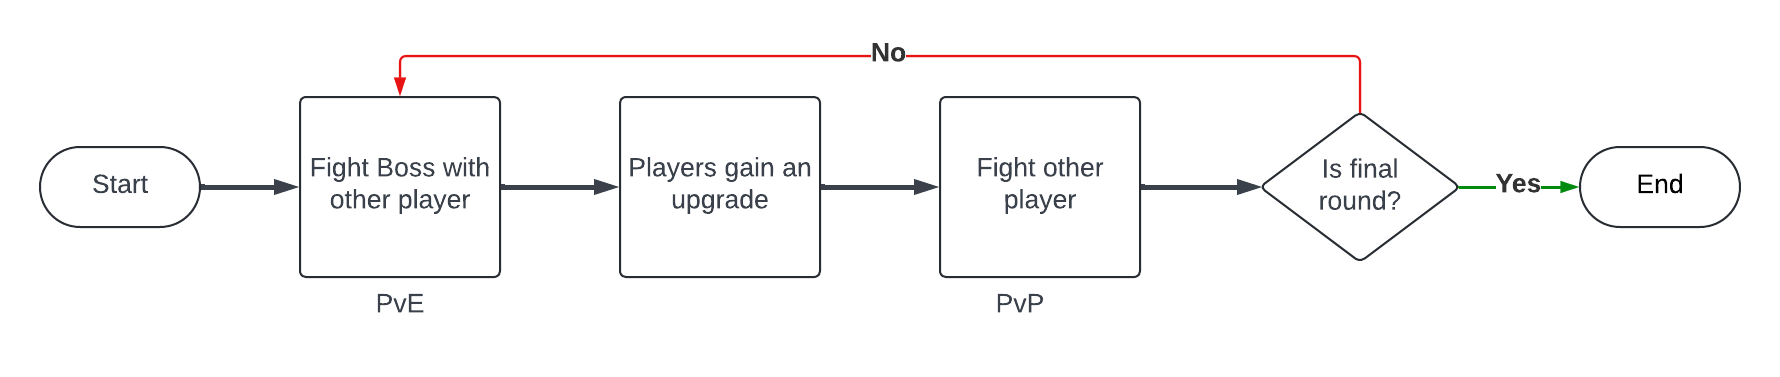 No
Start
Fight Boss with
other player
Players gain an
upgrade
Fight other
player
Is final
round?
Yes
End
PvE
PvP